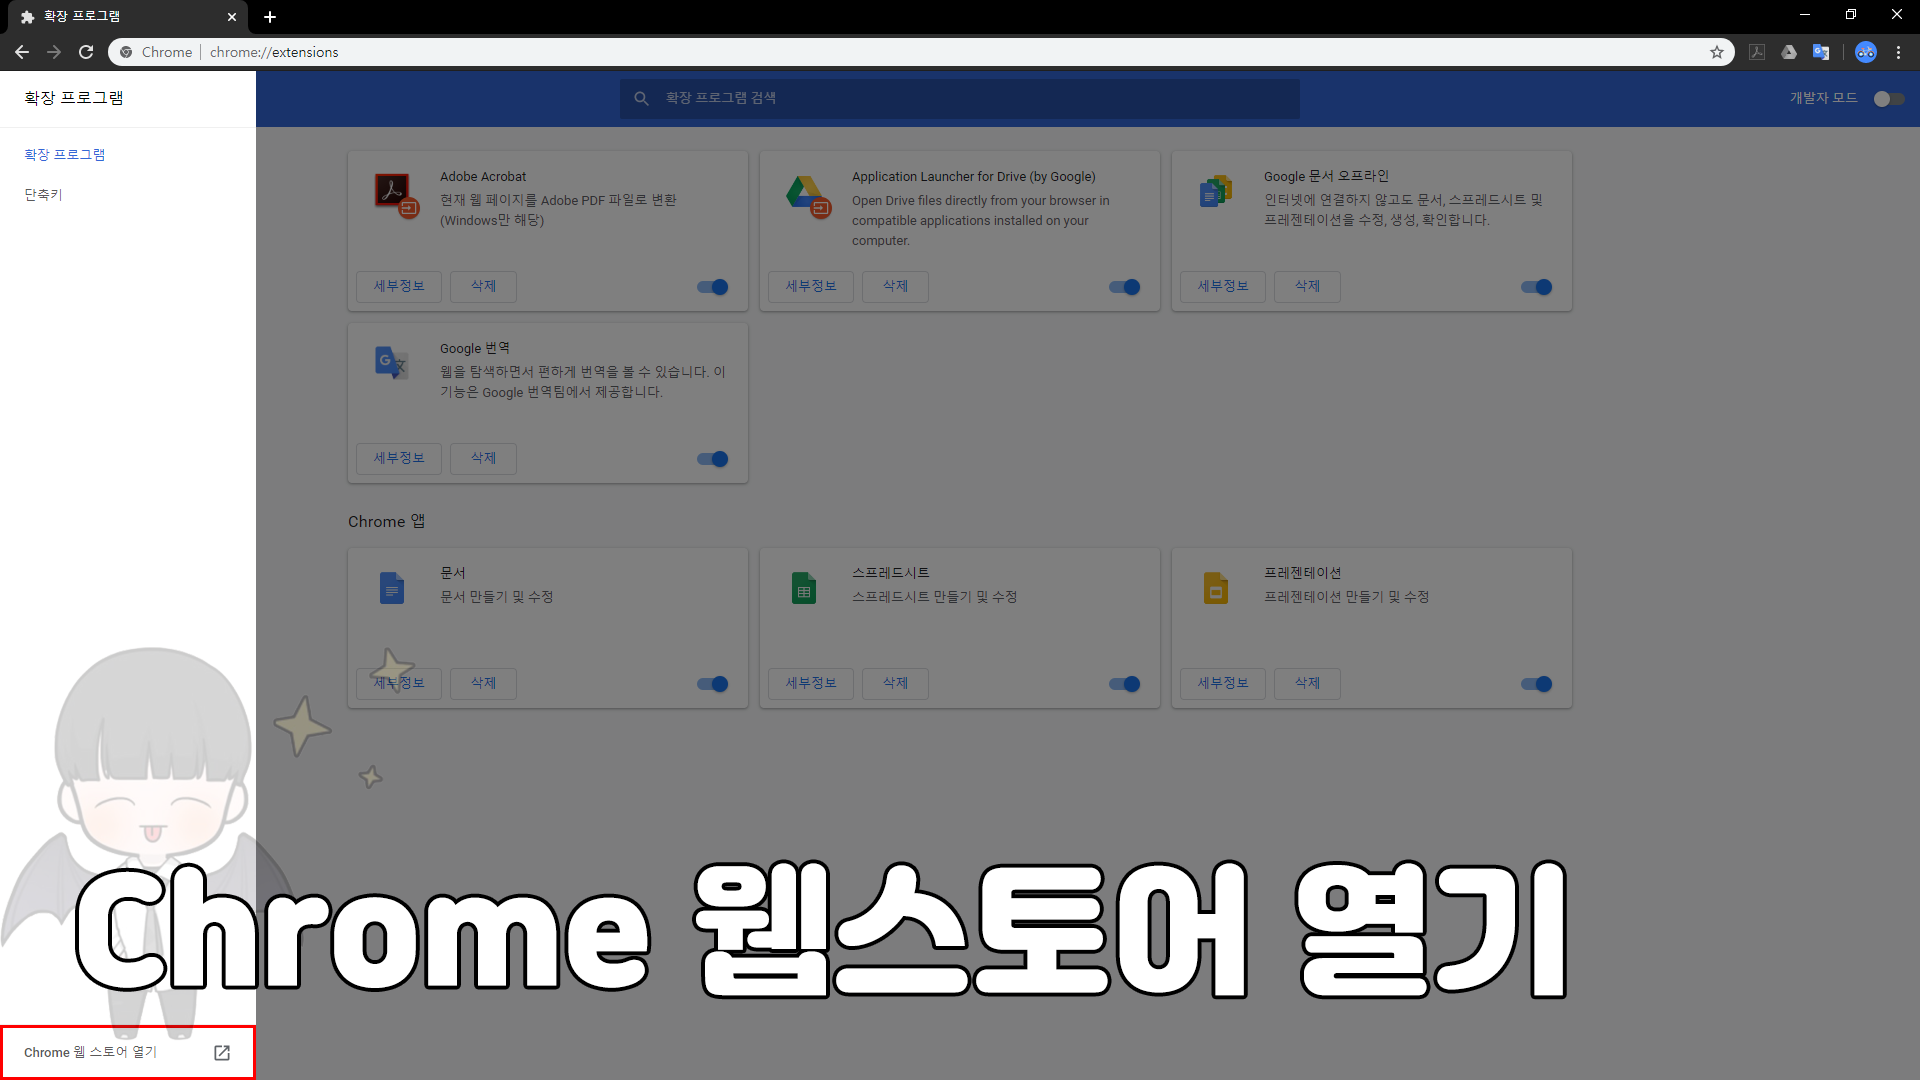 확장 프로그램
Chrome
chrome://extensions
확장 프로그램
확장 프로그램 검색
개발자 모드
확장 프로그램
단축키
Adobe Acrobat
현재 웹 페이지를 Adobe PDF 파일로 변환
(Windows만 해당)
세부정보
삭제
Application Launcher for Drive (by Google)
Open Drive files directly from your browser in
compatible applications installed on your
computer.
세부정보
삭제
Google 문서 오프라인
인터넷에 연결하지 않고도 문서, 스프레드시트 및
프레젠테이션을 수정, 생성, 확인합니다.
세부정보
삭제
Google 번역
웹을 탐색하면서 편하게 번역을 볼 수 있습니다. 이
기능은 Google 번역팀에서 제공합니다.
세부정보
삭제
Chrome 앱
문서
문서 만들기 및 수정
세부정보
삭제
스프레드시트
스프레드시트 만들기 및 수정
세부정보
삭제
프레젠테이션
프레젠테이션 만들기 및 수정
세부정보
삭제
Chrome 웹스토어 열기
Chrome 웹 스토어 열기